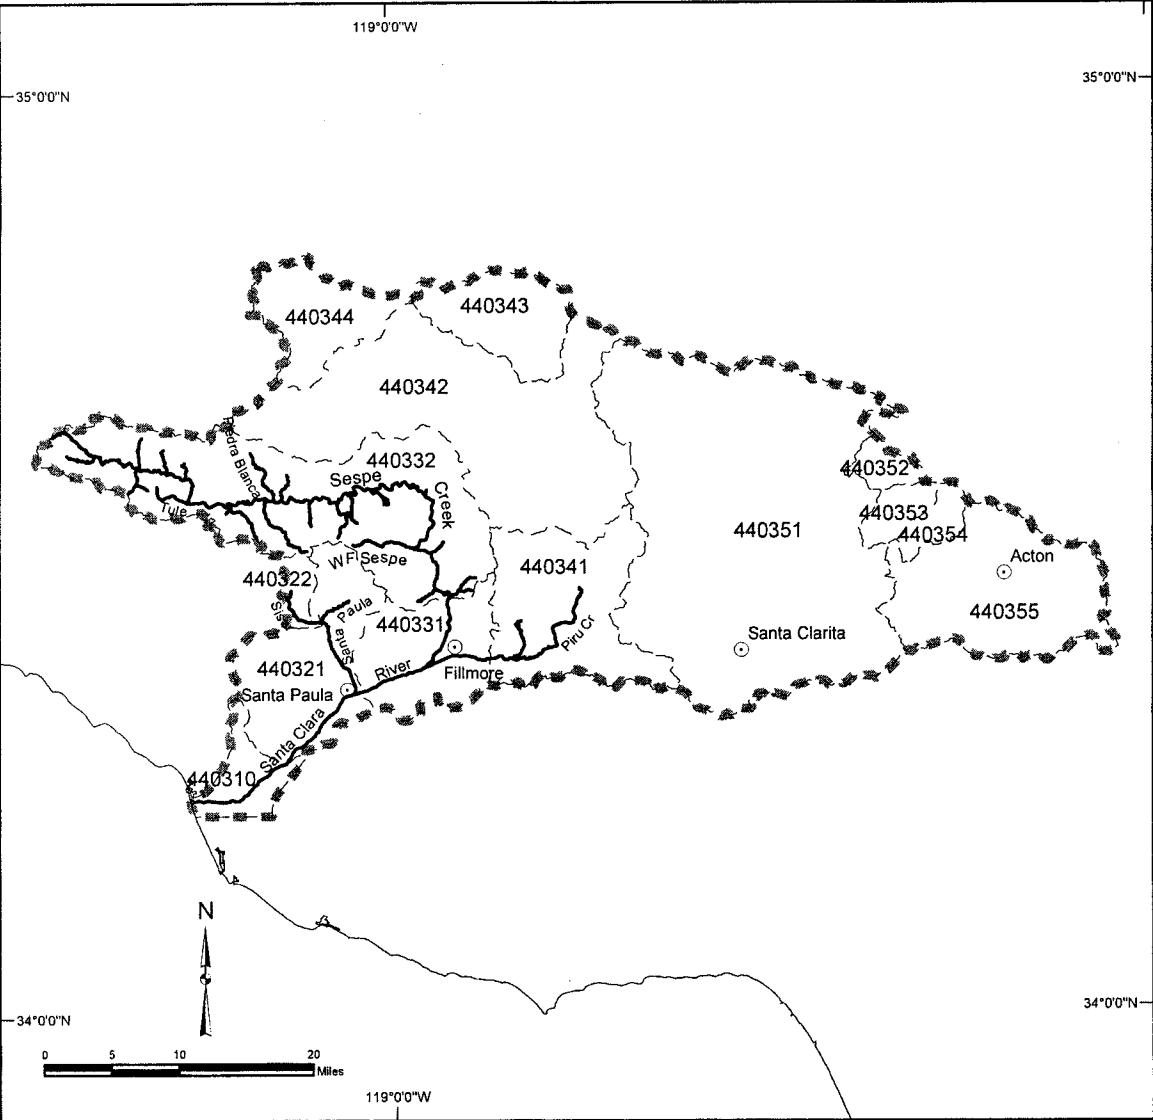 119°0'0"W
35°0'0"N
35°0'0"N
440343
440344
440342
Piedra Blanca
440332
440352
Sespe
Creek
440353
Tule
440351
440354
W F Sespe
Acton
440341
440322
Sis
Paula
440355
440331
Piru Cr
Santa Clarita
Santa
440321
River
Fillmore
Santa Paula
Santa Clara
440310
N
34°0'0"N
34°0'0"N
0 5 10 20
Miles
119°0'0"W